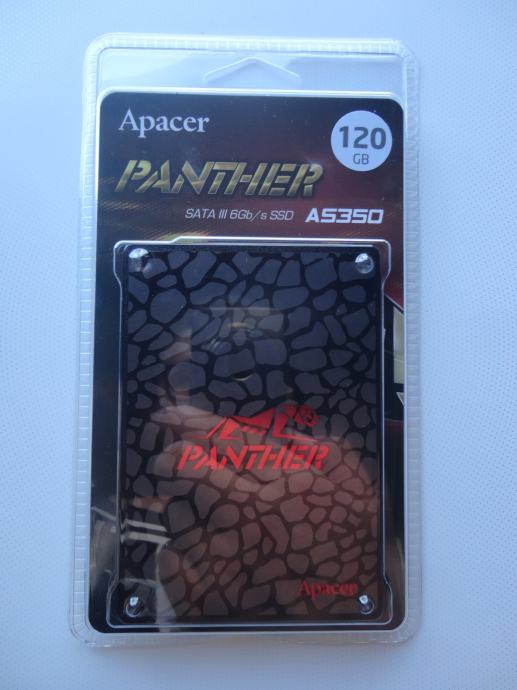 Apacer
120
GB
PANTHER
SATA III 6Gb/s SSD AS350
PANTHER
Apacer